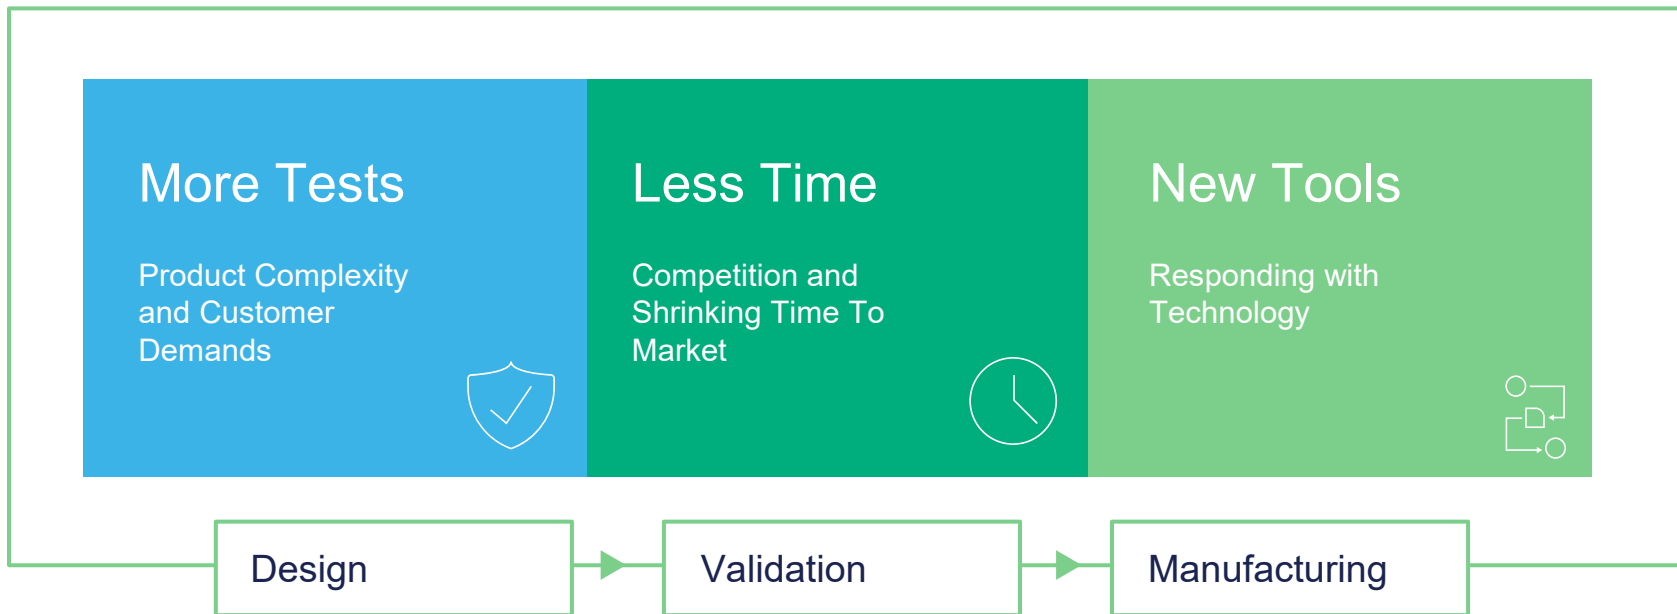 More Tests
Product Complexity
and Customer
Demands
Less Time
Competition and
Shrinking Time To
Market
New Tools
Responding with
Technology
Design
Validation
Manufacturing